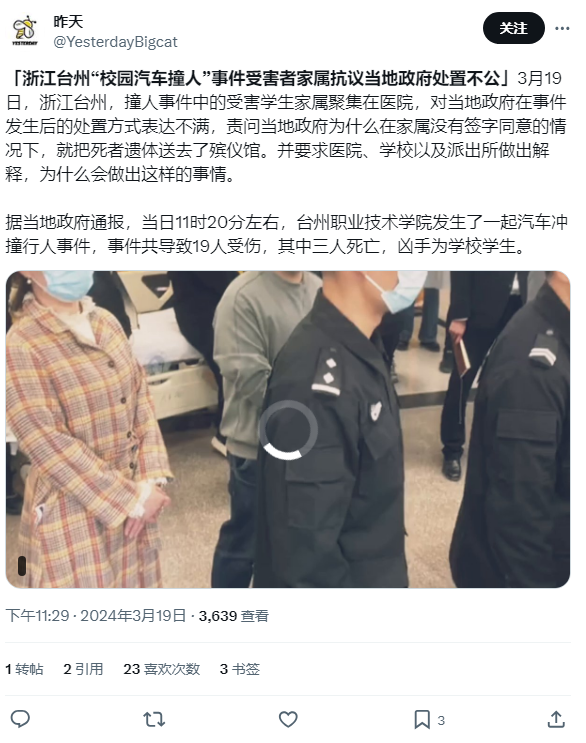 昨天
@YesterdayBigcat
关注
「浙江台州“校园汽车撞人”事件受害者家属抗议当地政府处置不公」3月19
日，浙江台州，撞人事件中的受害学生家属聚集在医院，对当地政府在事件
发生后的处置方式表达不满，责问当地政府为什么在家属没有签字同意的情
况下，就把死者遗体送去了殡仪馆。并要求医院、学校以及派出所做出解
释，为什么会做出这样的事情。
据当地政府通报，当日11时20分左右，台州职业技术学院发生了一起汽车冲
撞行人事件，事件共导致19人受伤，其中三人死亡，凶手为学校学生。
下午11:29 · 2024年3月19日 · 3,639 查看
1 转帖 2 引用 23 喜欢次数 3 书签
3